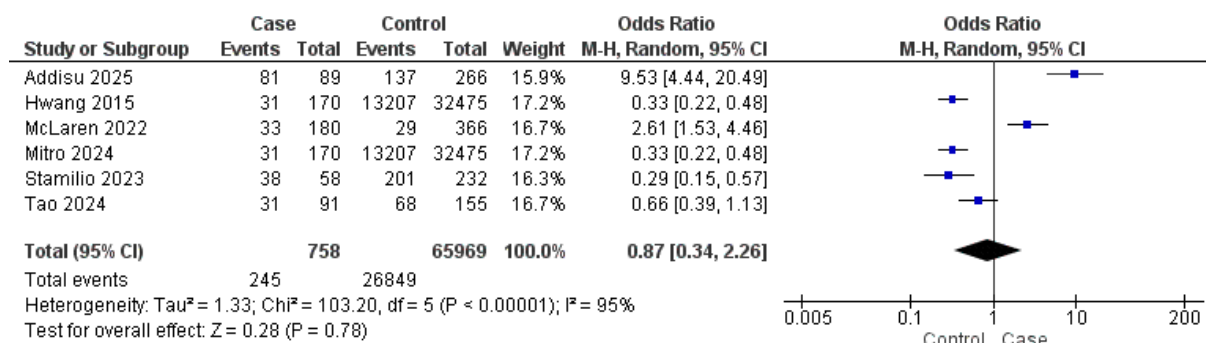 Case Control Odds Ratio Odds Ratio
Study or Subgroup Events Total Events Total Weight M-H, Random, 95% CI M-H, Random, 95% CI
Addisu 2025 81 89 137 266 15.9% 9.53 [4.44, 20.49]
Hwang 2015 31 170 13207 32475 17.2% 0.33 [0.22, 0.48]
McLaren 2022 33 180 29 366 16.7% 2.61 [1.53, 4.46]
Mitro 2024 31 170 13207 32475 17.2% 0.33 [0.22, 0.48]
Stamilio 2023 38 58 201 232 16.3% 0.29 [0.15, 0.57]
Tao 2024 31 91 68 155 16.7% 0.66 [0.39, 1.13]
Total (95% CI) 758 65969 100.0% 0.87 [0.34, 2.26]
Total events 245 26849
Heterogeneity: Tau² = 1.33; Chi² = 103.20, df = 5 (P < 0.00001); I² = 95%
Test for overall effect: Z = 0.28 (P = 0.78)
0.005 0.1 1 10 200
Control Case